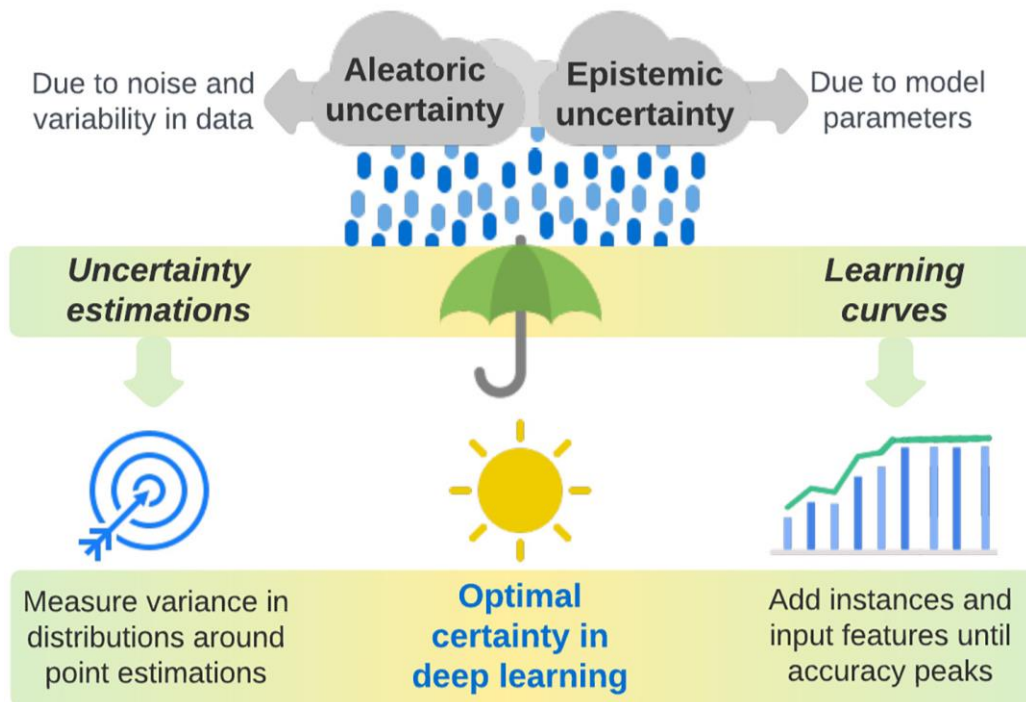 Due to noise and
variability in data
Aleatoric
uncertainty
Epistemic
uncertainty
Due to model
parameters
Uncertainty
estimations
Learning
curves
Measure variance in
distributions around
point estimations
Optimal
certainty in
deep learning
Add instances and
input features until
accuracy peaks